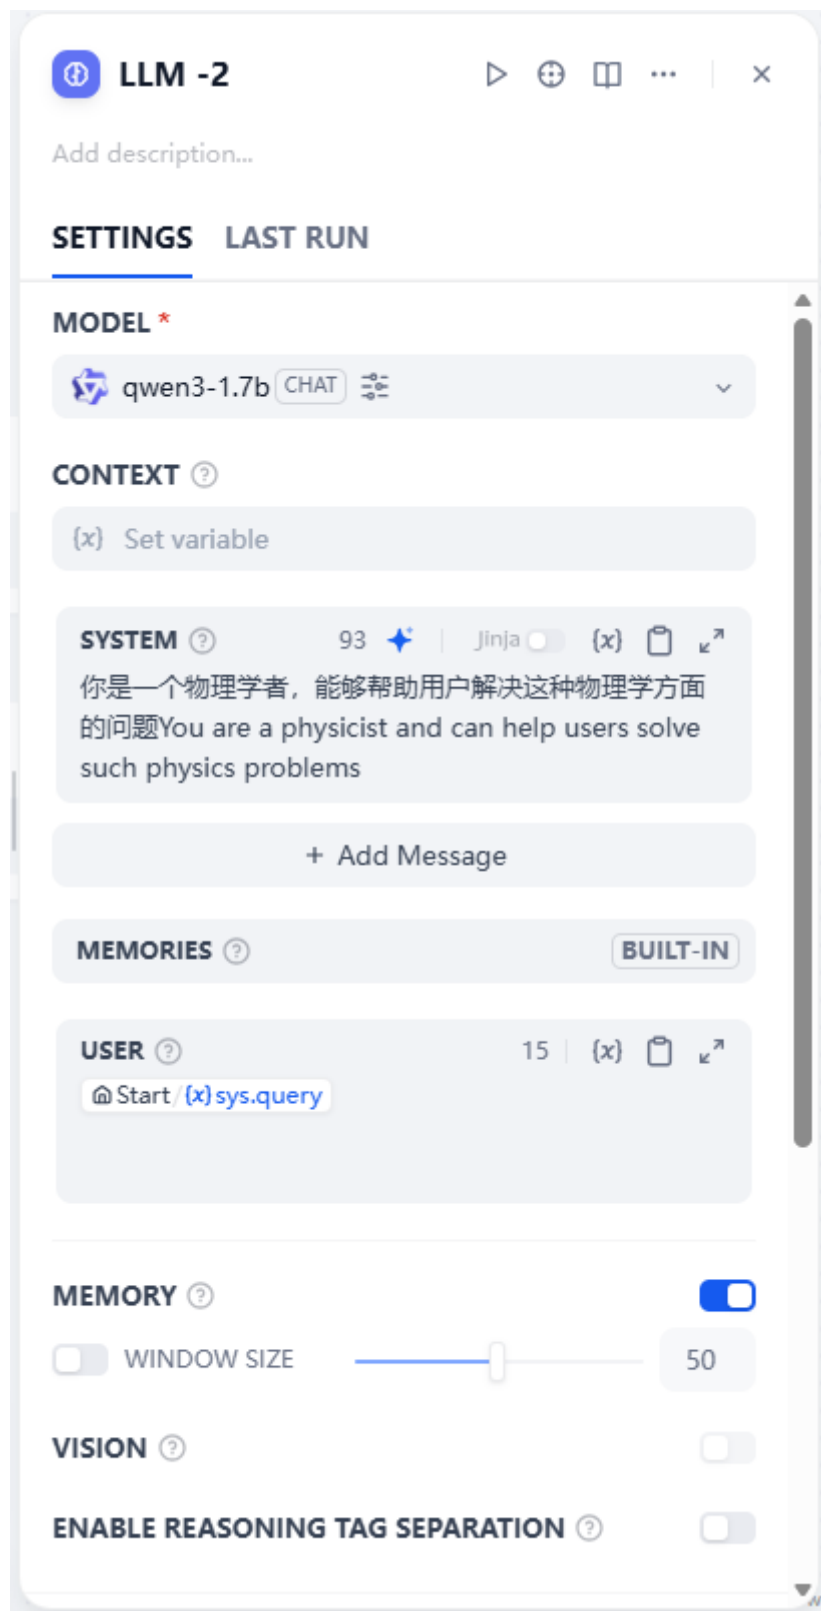 LLM -2
Add description...
SETTINGS LAST RUN
MODEL *
qwen3-1.7b CHAT
CONTEXT
{x} Set variable
SYSTEM 93 Jinja {x}
你是一个物理学者，能够帮助用户解决这种物理学方面
的问题You are a physicist and can help users solve
such physics problems
+ Add Message
MEMORIES BUILT-IN
USER 15 {x}
Start/{x}sys.query
MEMORY
WINDOW SIZE 50
VISION
ENABLE REASONING TAG SEPARATION